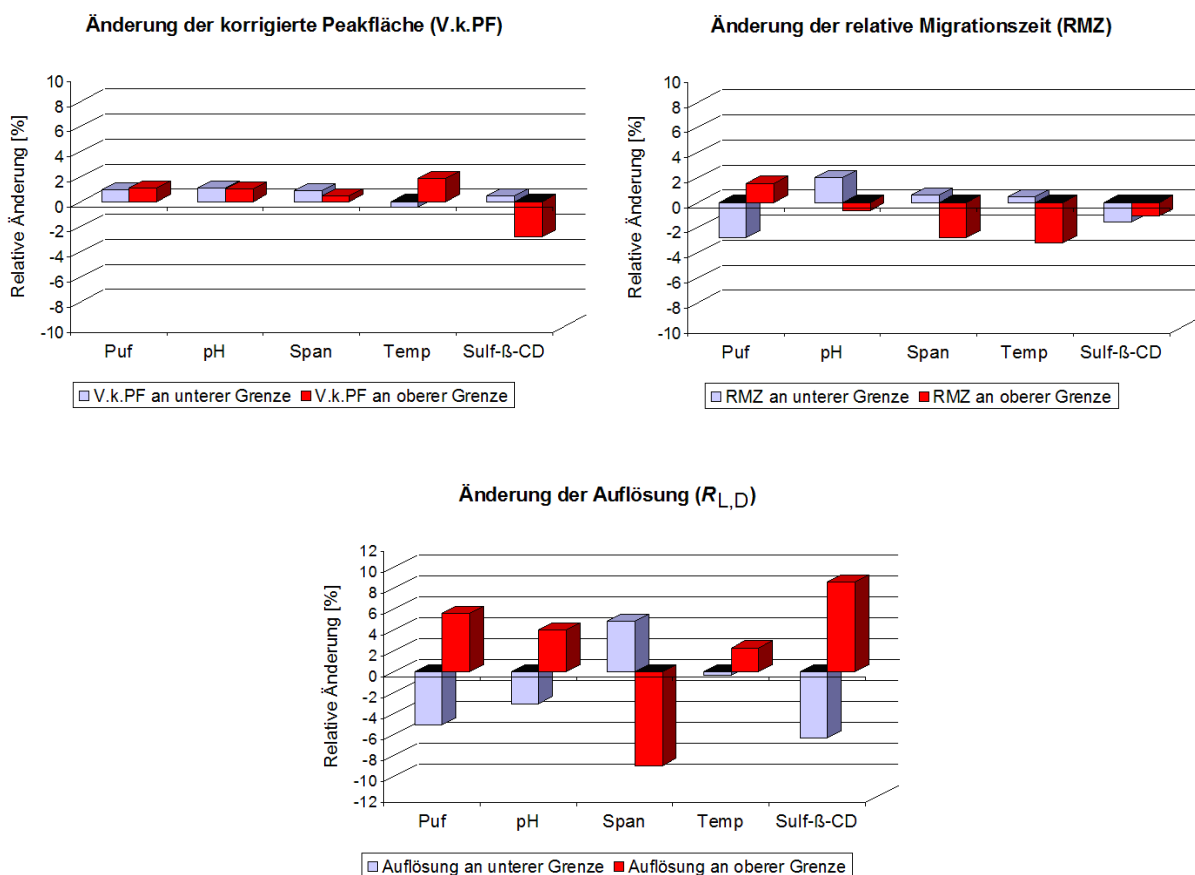 Änderung der korrigierte Peakfläche (V.k.PF)
Relative Änderung [%]
10
8
6
4
2
0
-2
-4
-6
-8
-10
Puf pH Span Temp Sulf-ß-CD
V.k.PF an unterer Grenze V.k.PF an oberer Grenze
Änderung der relative Migrationszeit (RMZ)
Relative Änderung [%]
10
8
6
4
2
0
-2
-4
-6
-8
-10
Puf pH Span Temp Sulf-ß-CD
RMZ an unterer Grenze RMZ an oberer Grenze
Änderung der Auflösung (RL,D)
Relative Änderung [%]
12
10
8
6
4
2
0
-2
-4
-6
-8
-10
-12
Puf pH Span Temp Sulf-ß-CD
Auflösung an unterer Grenze Auflösung an oberer Grenze